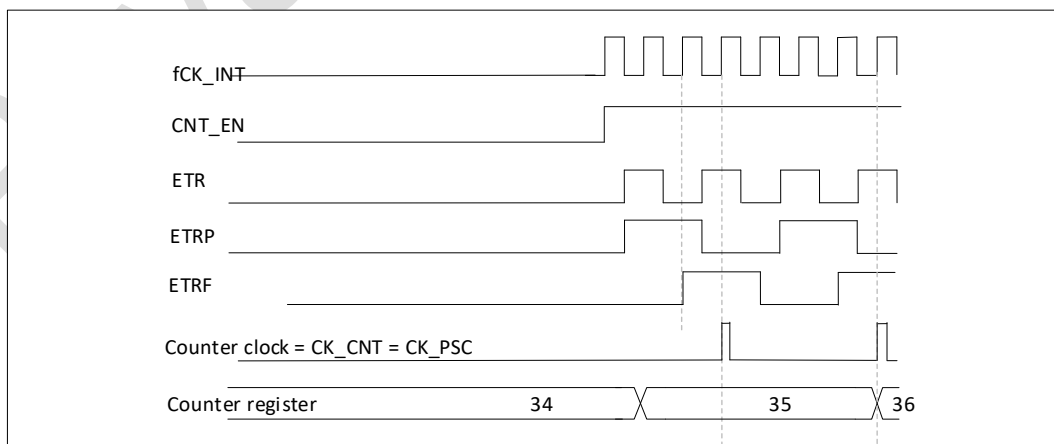 fCK_INT
CNT_EN
ETR
ETRP
ETRF
Counter clock = CK_CNT = CK_PSC
Counter register 34 35 36